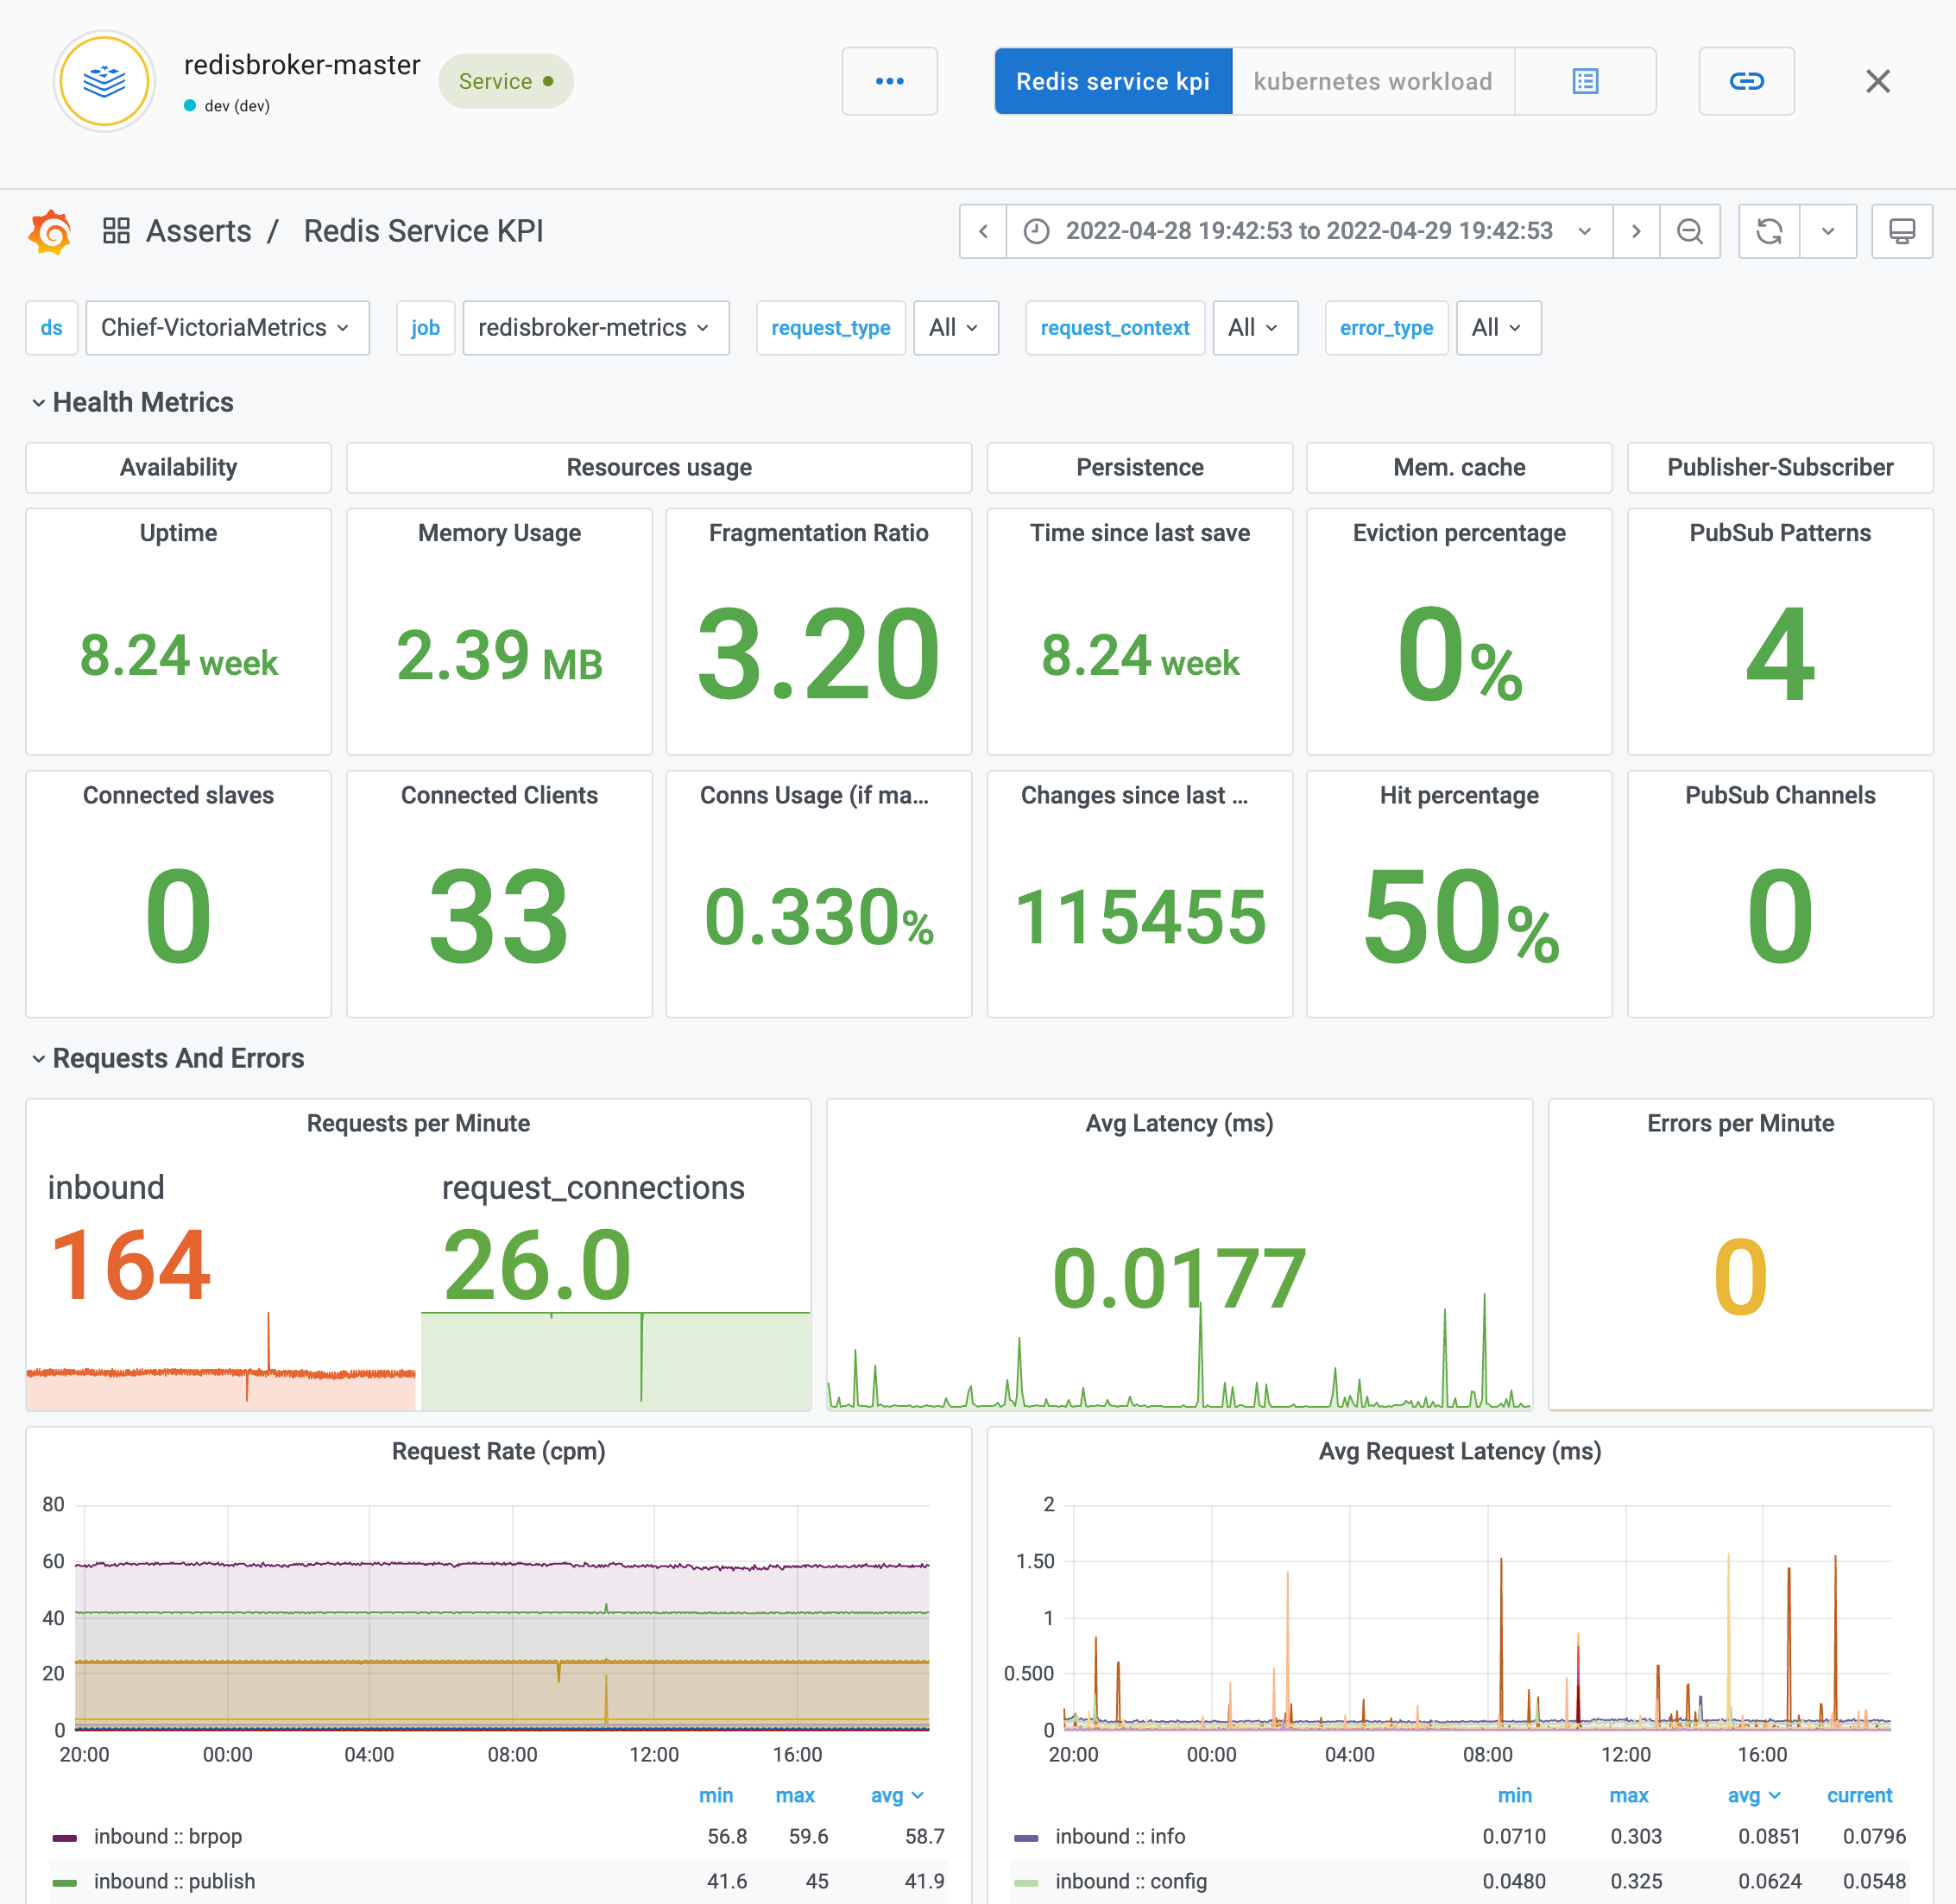 redisbroker-master
Service
dev (dev)
Redis service kpi
kubernetes workload
Asserts / Redis Service KPI
2022-04-28 19:42:53 to 2022-04-29 19:42:53
ds Chief-VictoriaMetrics job redisbroker-metrics request_type All request_context All error_type All
Health Metrics
Availability Resources usage Persistence Mem. cache Publisher-Subscriber
Uptime Memory Usage Fragmentation Ratio Time since last save Eviction percentage PubSub Patterns
8.24 week 2.39 MB 3.20 8.24 week 0% 4
Connected slaves Connected Clients Conns Usage (if ma... Changes since last ... Hit percentage PubSub Channels
0 33 0.330% 115455 50% 0
Requests And Errors
Requests per Minute Avg Latency (ms) Errors per Minute
inbound request_connections
164 26.0 0.0177 0
Request Rate (cpm)
80
60
40
20
0
20:00 00:00 04:00 08:00 12:00 16:00
min max avg
inbound :: brpop 56.8 59.6 58.7
inbound :: publish 41.6 45 41.9
Avg Request Latency (ms)
2
1.50
1
0.500
0
20:00 00:00 04:00 08:00 12:00 16:00
min max avg current
inbound :: info 0.0710 0.303 0.0851 0.0796
inbound :: config 0.0480 0.325 0.0624 0.0548